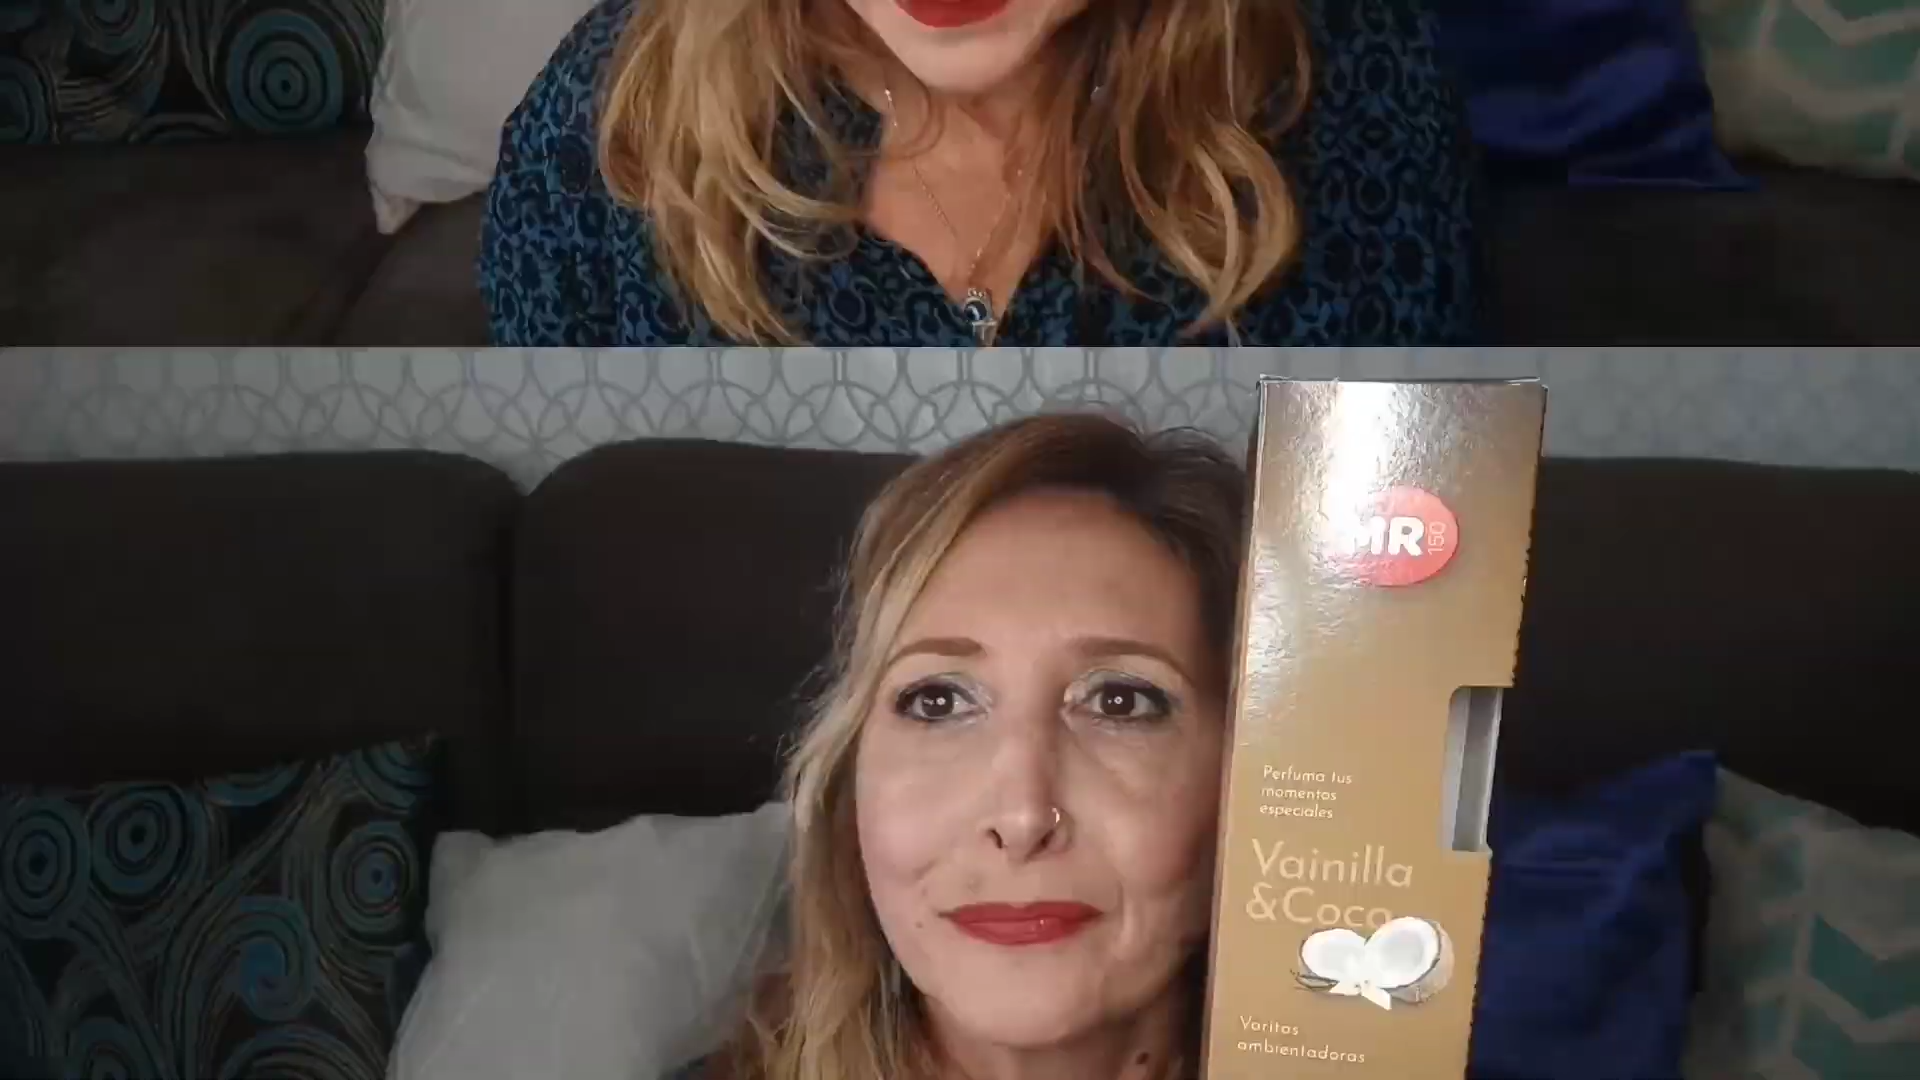 MR
150
Perfuma tus
momentos
especiales
Vainilla
&Coco
Varitas
ambientadoras